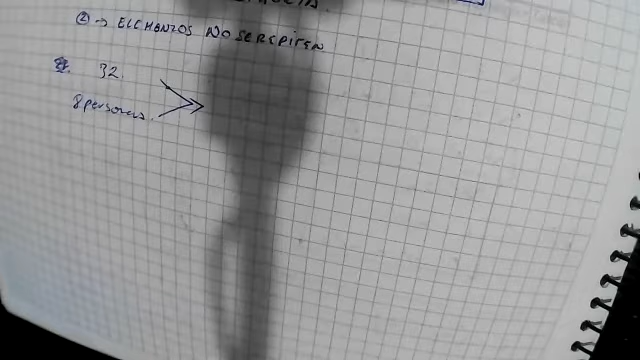 ② → ELEMENTOS NO SE REPITEN
32.
8 personas.